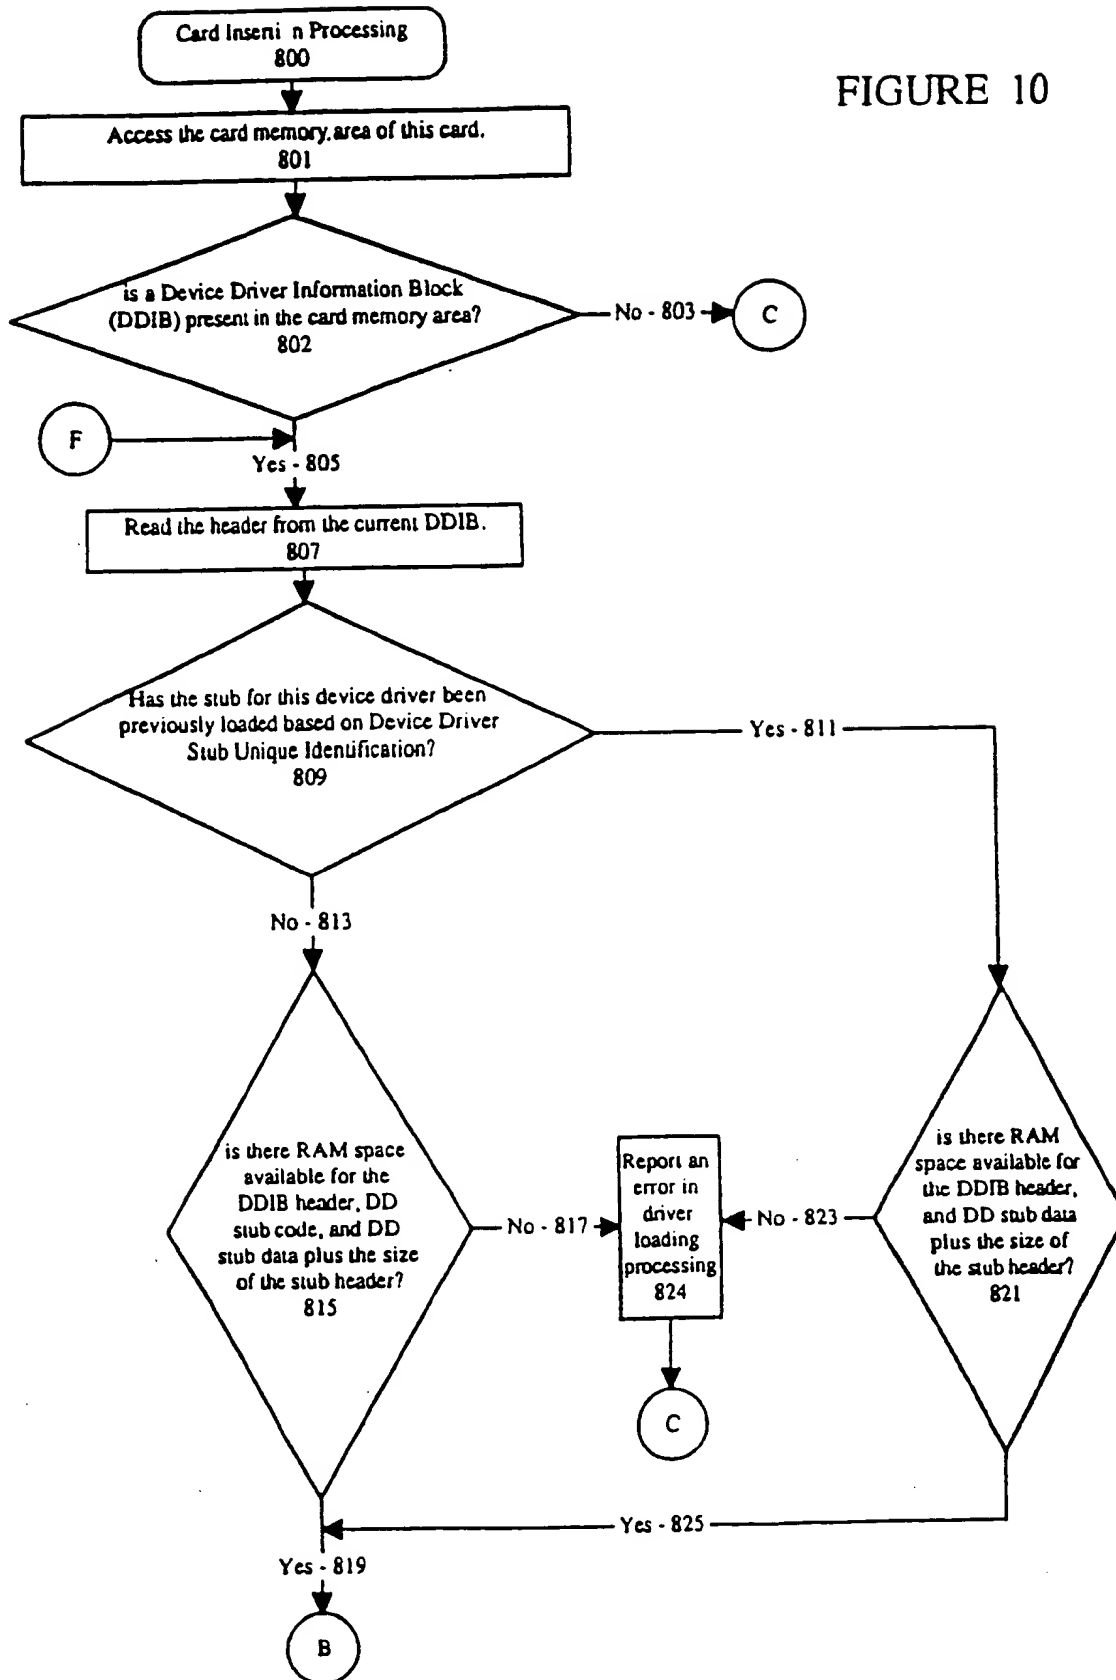 Card Inserti n Processing
800
FIGURE 10
Access the card memory.area of this card.
801
is a Device Driver Information Block
(DDIB) present in the card memory area?
802
No - 803
C
F
Yes - 805
Read the header from the current DDIB.
807
Has the stub for this device driver been
previously loaded based on Device Driver
Stub Unique Identification?
809
Yes - 811
No - 813
is there RAM space
available for the
DDIB header, DD
stub code, and DD
stub data plus the size
of the stub header?
815
No - 817
Report an
error in
driver
loading
processing
824
No - 823
is there RAM
space available for
the DDIB header,
and DD stub data
plus the size of
the stub header?
821
C
Yes - 825
Yes - 819
B